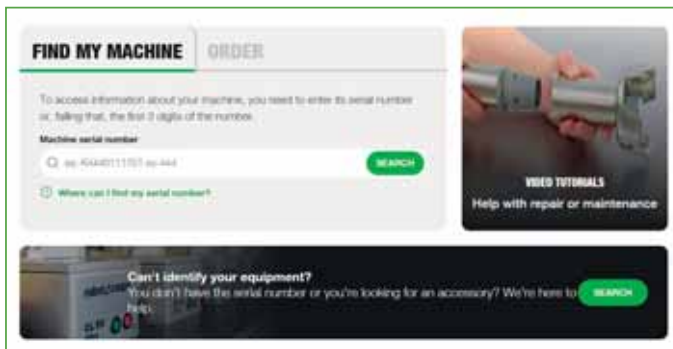 FIND MY MACHINE
ORDER
To access information about your machine, you need to enter its serial number
or, failing that, the first 3 digits of the number.
Machine serial number
SEARCH
Where can I find my serial number?
VIDEO TUTORIALS
Help with repair or maintenance
Can't identify your equipment?
You don't have the serial number or you're looking for an accessory? We're here to
help.
SEARCH